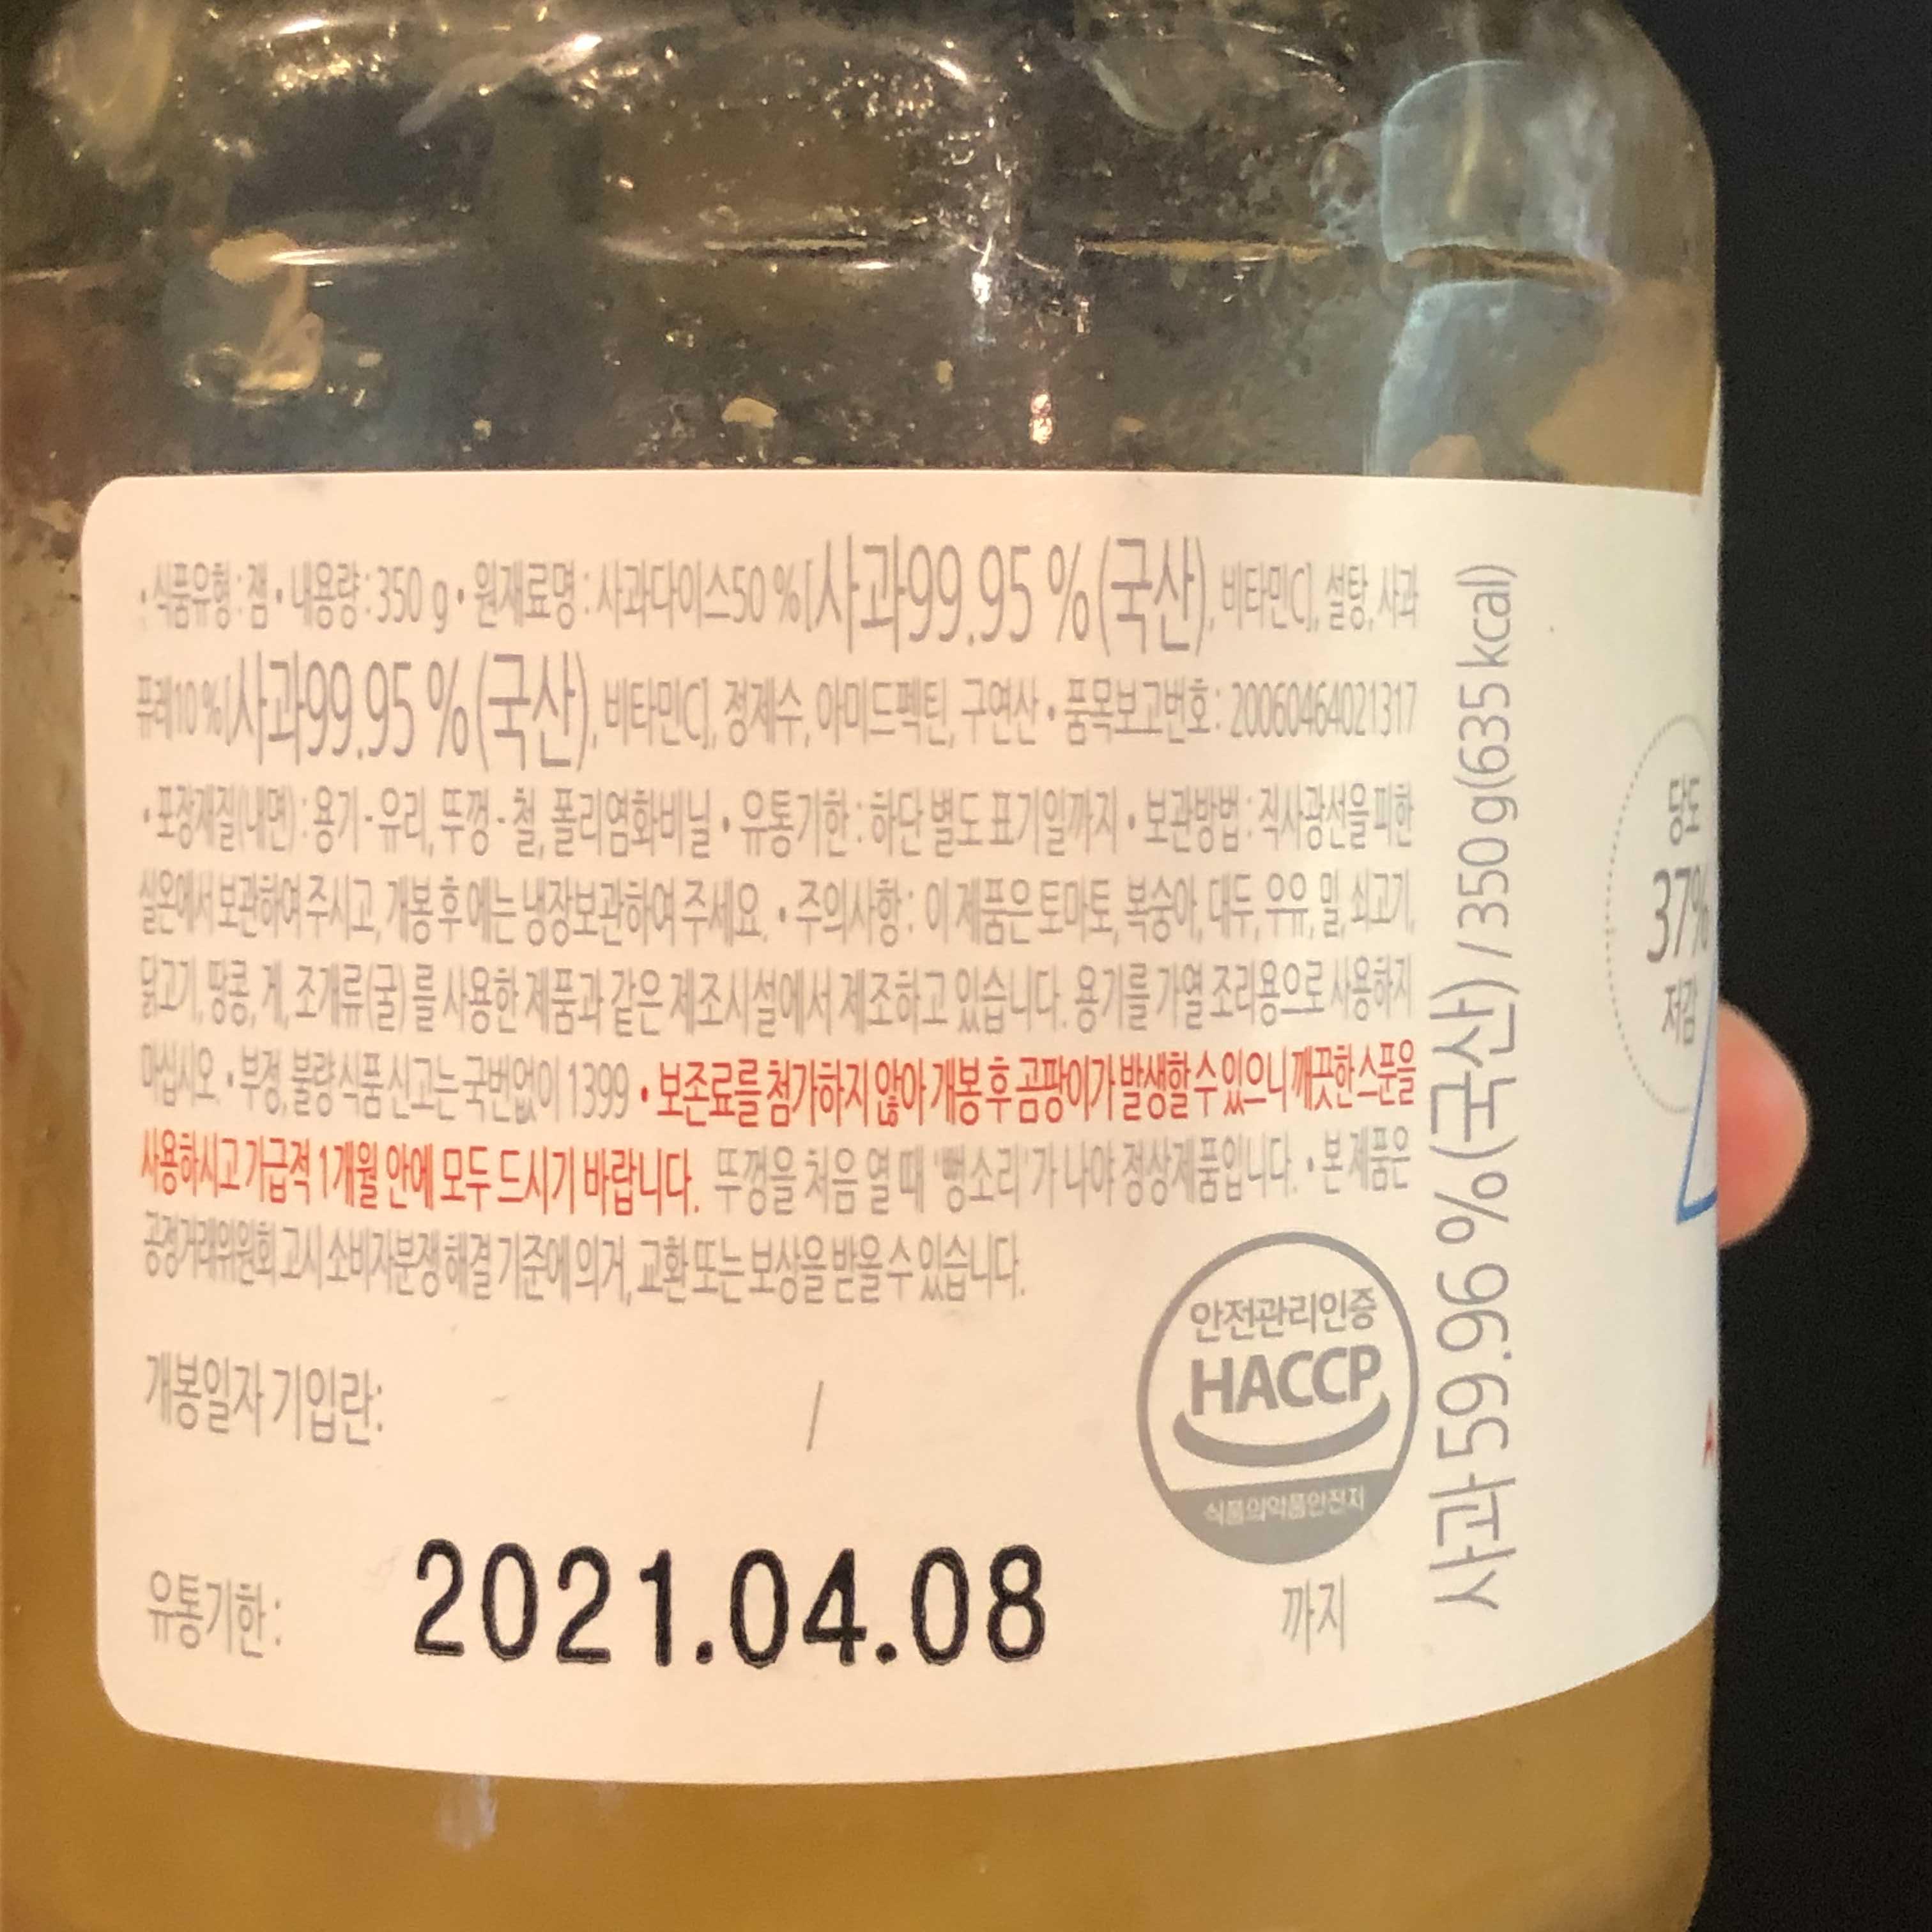 ·식품유형 : 잼 · 내용량 : 350 g · 원재료명 : 사과다이스50 %[사과99.95 %(국산), 비타민C], 설탕, 사과
퓨레10 %[사과99.95 %(국산), 비타민C], 정제수, 아미드펙틴, 구연산 · 품목보고번호 : 20060464021317
·포장재질(내면) : 용기 - 유리, 뚜껑 - 철, 폴리염화비닐 · 유통기한 : 하단 별도 표기일까지 · 보관방법 : 직사광선을 피한
실온에서 보관하여 주시고, 개봉 후에는 냉장보관하여 주세요. · 주의사항 : 이 제품은 토마토, 복숭아, 대두, 우유, 밀, 쇠고기,
닭고기, 땅콩, 게, 조개류(굴)를 사용한 제품과 같은 제조시설에서 제조하고 있습니다. 용기를 가열 조리용으로 사용하지
마십시오. · 부정,불량식품신고는 국번없이 1399 · 보존료를 첨가하지 않아 개봉 후 곰팡이가 발생할 수 있으니 깨끗한 스푼을
사용하시고 가급적 1개월 안에 모두 드시기 바랍니다. 뚜껑을 처음 열 때 '뻥소리'가 나야 정상제품입니다. · 본 제품은
공정거래위원회 고시 소비자분쟁 해결 기준에 의거, 교환 또는 보상을 받을 수 있습니다.
개봉일자 기입란: /
안전관리인증
HACCP
식품의약품안전처
유통기한 : 2021.04.08 까지
사과 59.96 %(국산) / 350 g(635 kcal)
당도
37%
저감